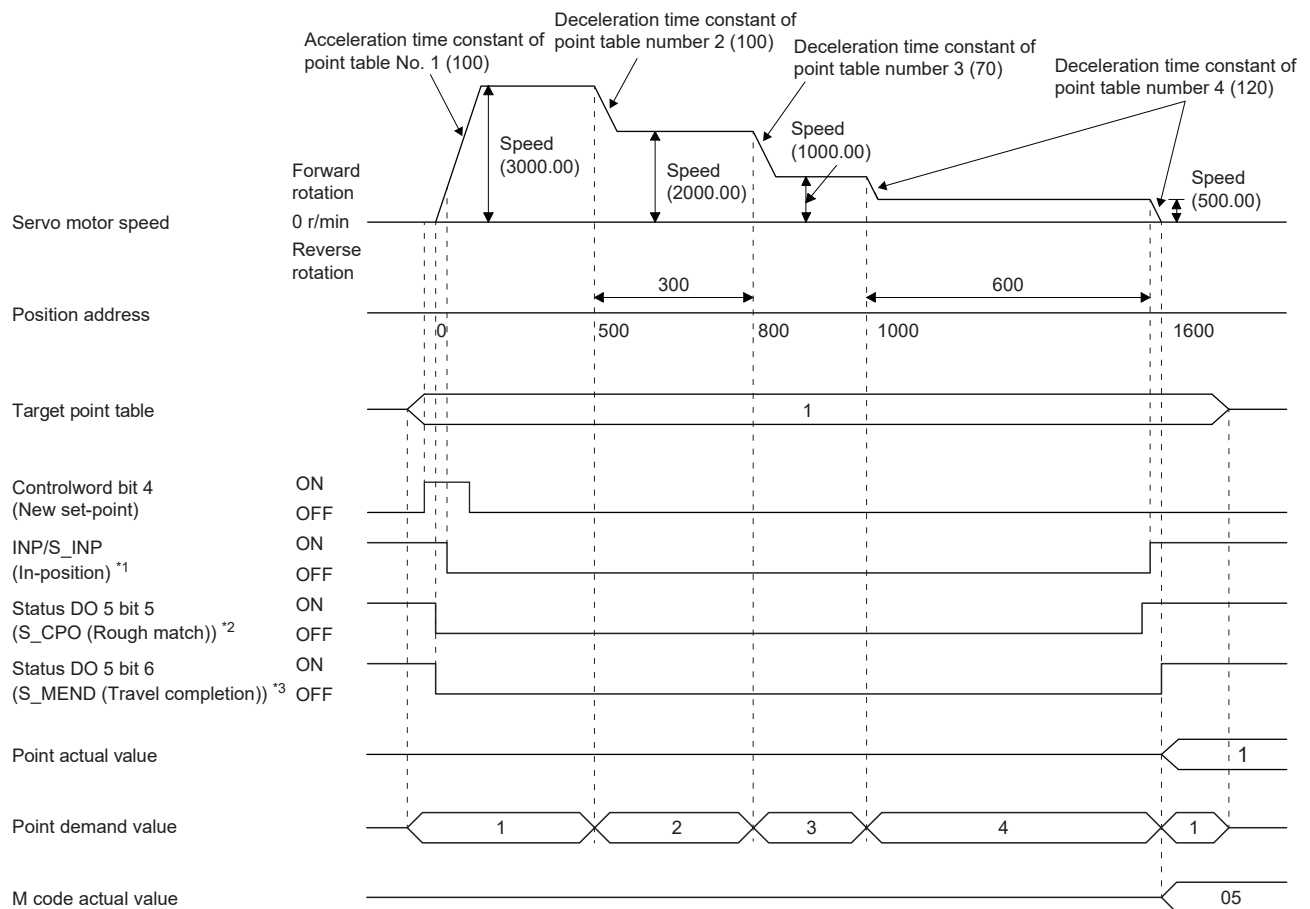 Deceleration time constant of
point table number 2 (100)
Acceleration time constant of
point table No. 1 (100)
Deceleration time constant of
point table number 3 (70)
Deceleration time constant of
point table number 4 (120)
Speed
(3000.00)
Speed
(2000.00)
Speed
(1000.00)
Speed
(500.00)
Forward
rotation
Servo motor speed 0 r/min
Reverse
rotation
300 600
Position address
0 500 800 1000 1600
Target point table 1
Controlword bit 4 ON
(New set-point) OFF
INP/S_INP ON
(In-position) *1 OFF
Status DO 5 bit 5 ON
(S_CPO (Rough match)) *2 OFF
Status DO 5 bit 6 ON
(S_MEND (Travel completion)) *3 OFF
Point actual value 1
Point demand value 1 2 3 4 1
M code actual value 05